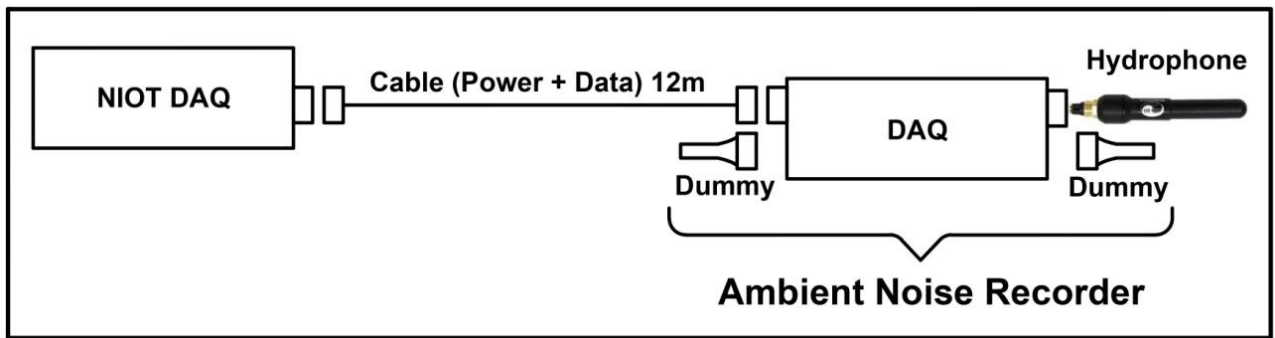 Hydrophone
Cable (Power + Data) 12m
NIOT DAQ
DAQ
Dummy
Dummy
Ambient Noise Recorder